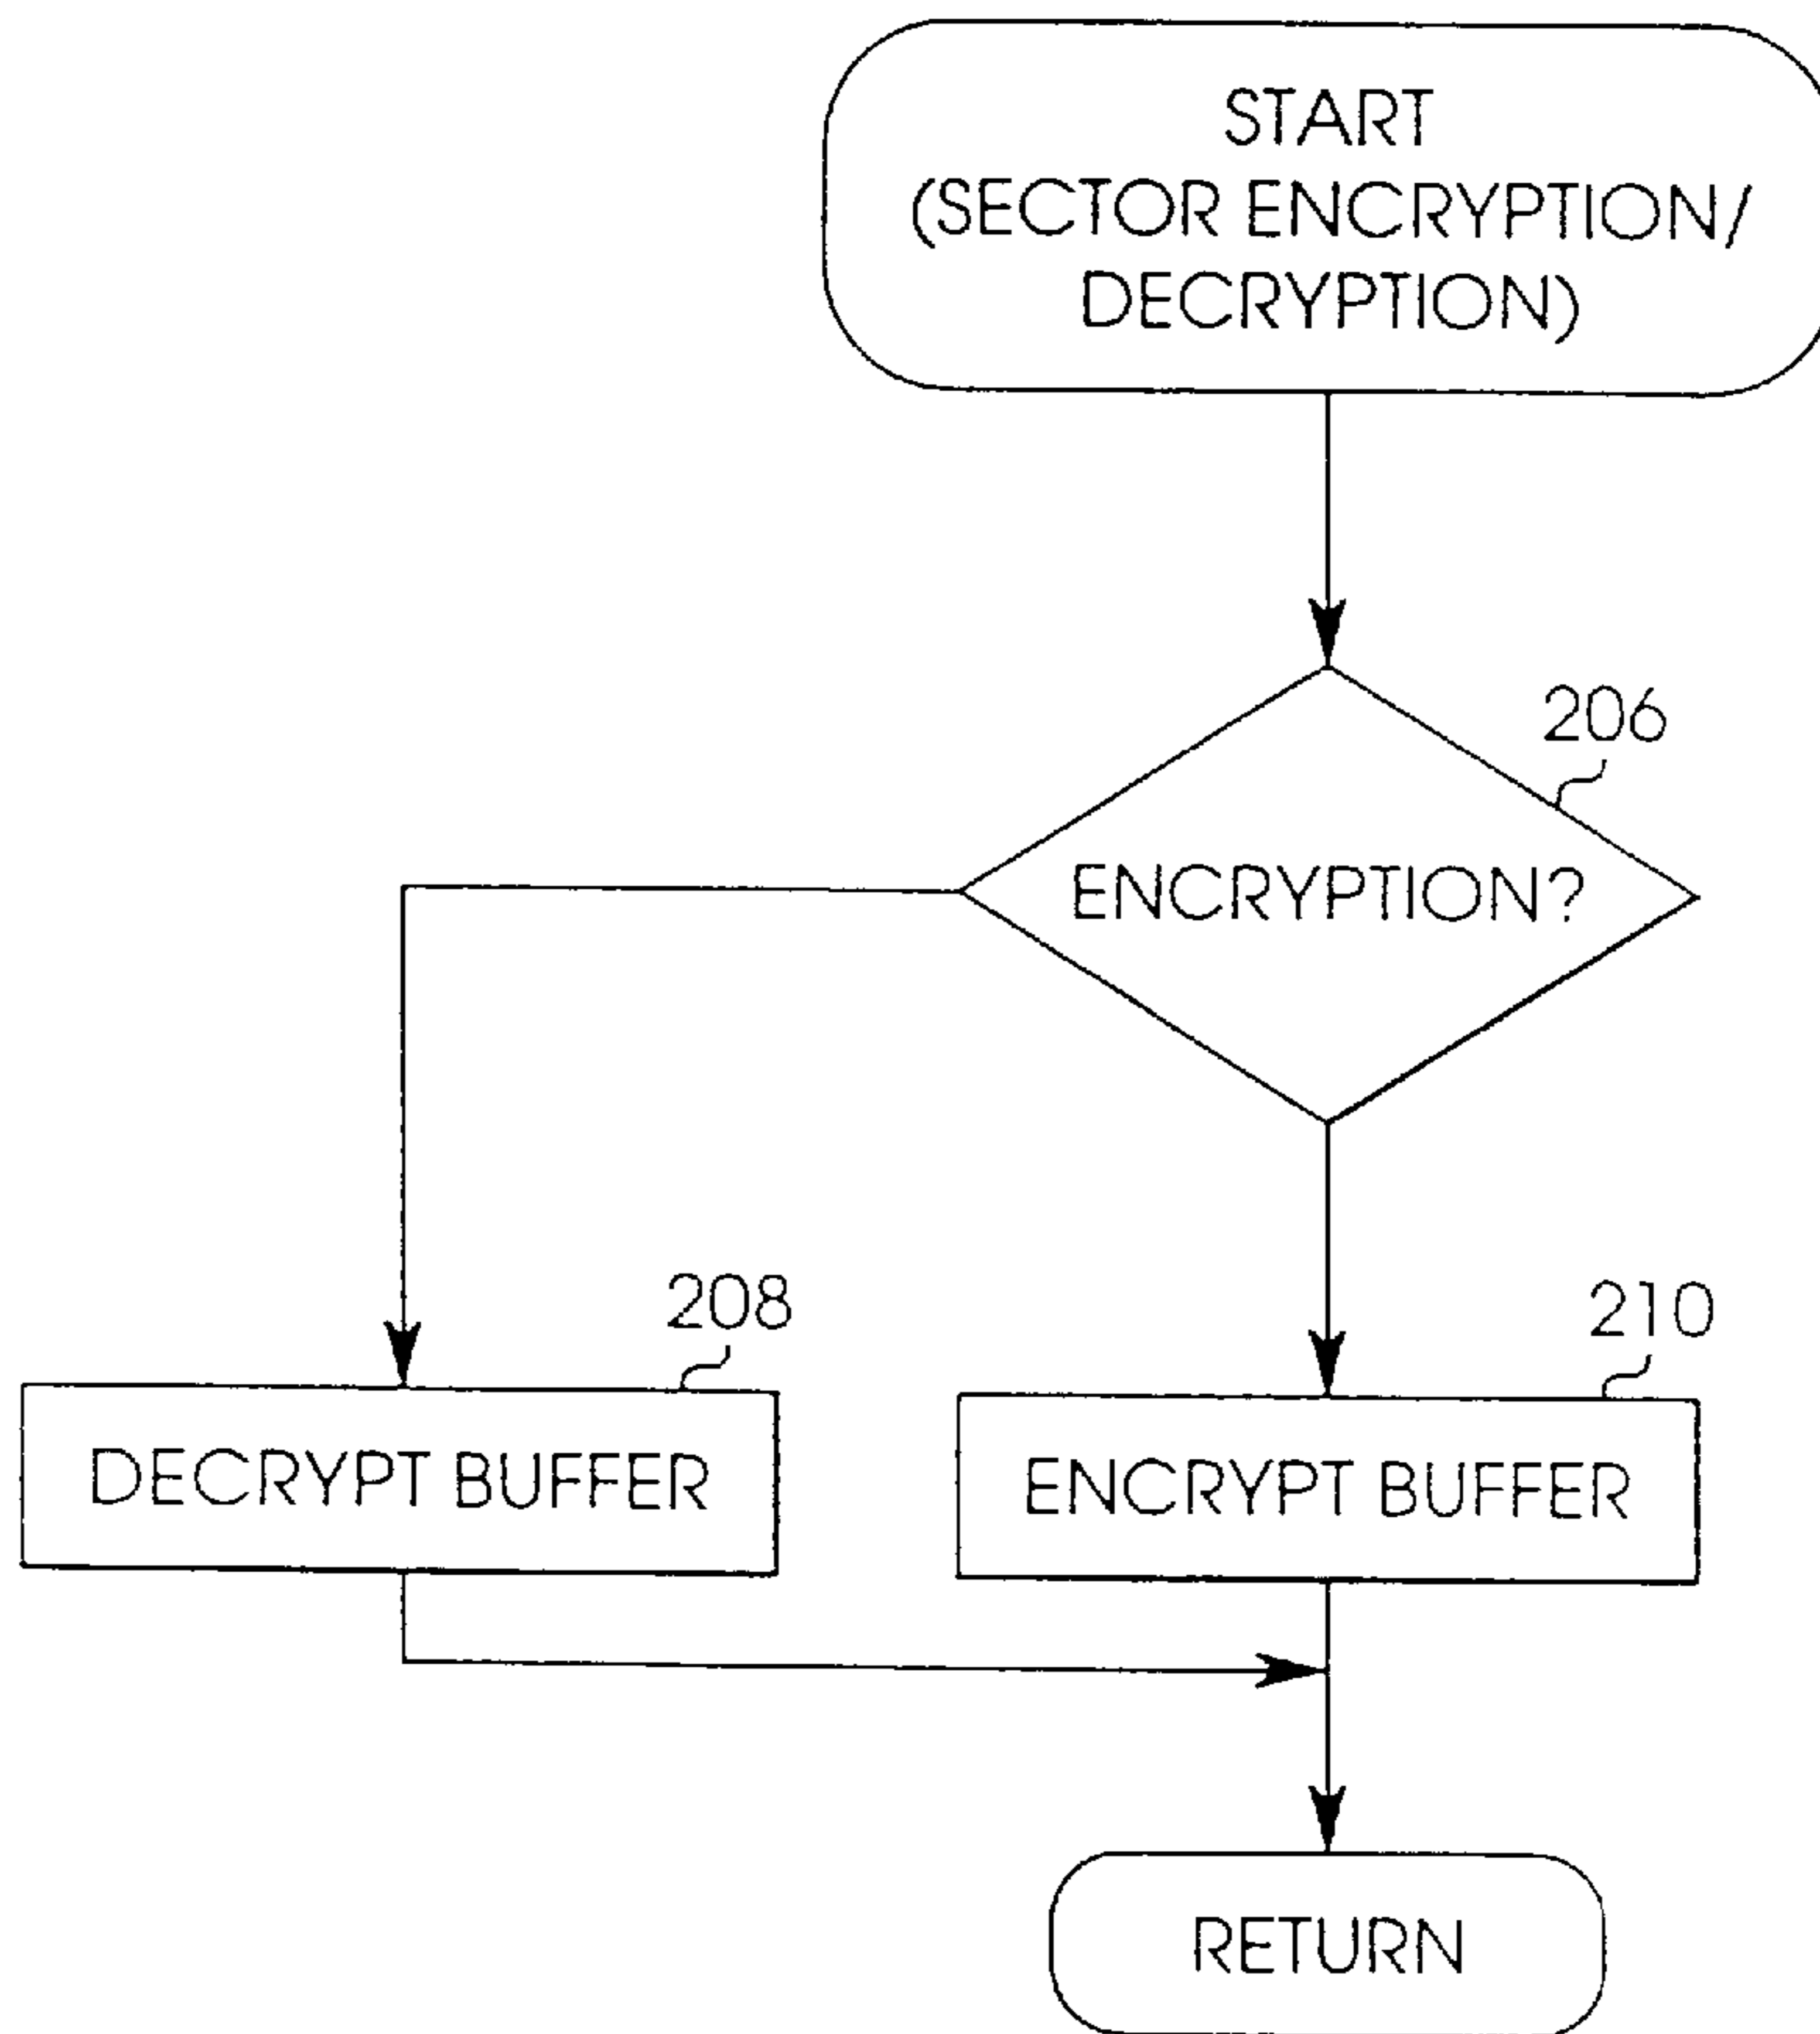 START
(SECTOR ENCRYPTION/
DECRYPTION)
206
ENCRYPTION?
208
210
DECRYPT BUFFER
ENCRYPT BUFFER
RETURN